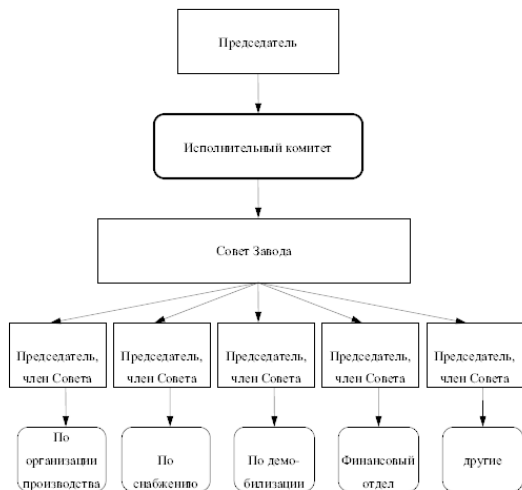 Председатель
Исполнительный комитет
Совет Завода
Председатель,
член Совета
Председатель,
член Совета
Председатель,
член Совета
Председатель,
член Совета
Председатель,
член Совета
По
организации
производства
По
снабжению
По демо-
билизации
Финансовый
отдел
другие